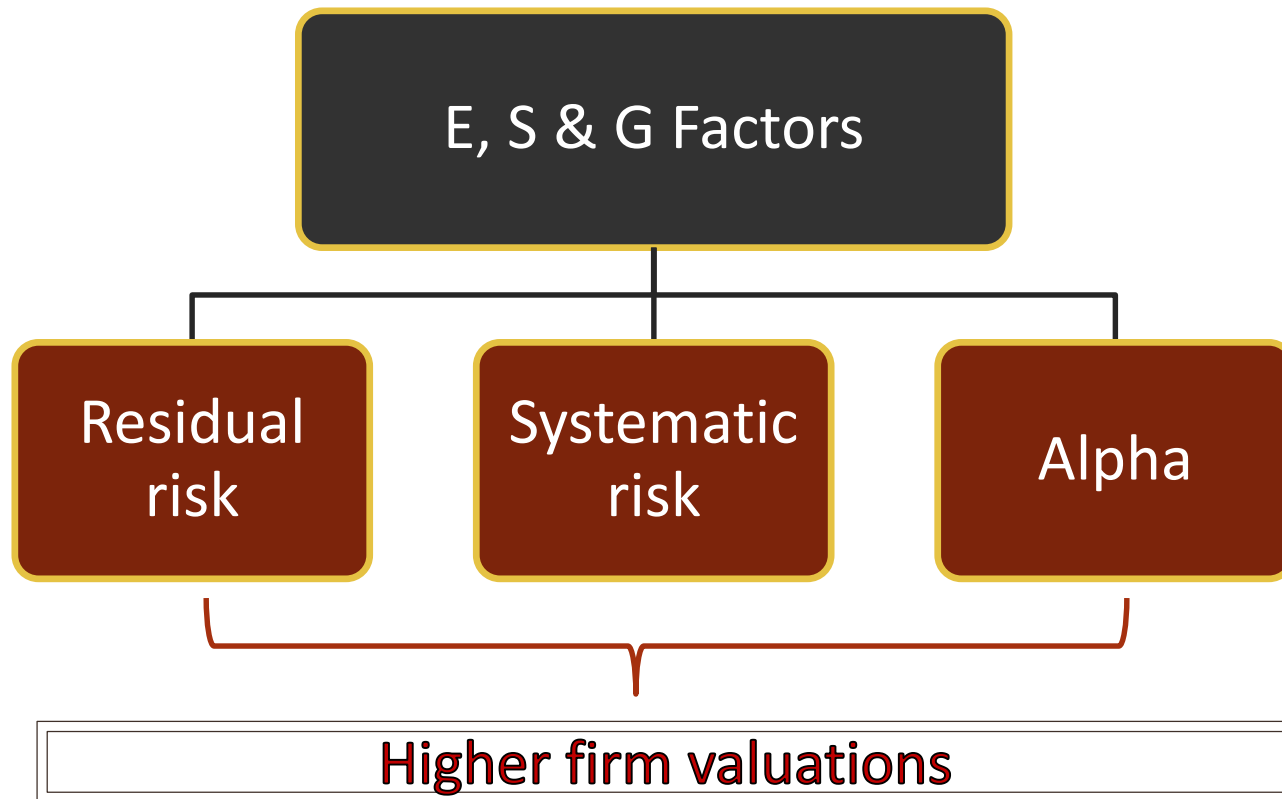 E, S & G Factors
Residual
risk
Systematic
risk
Alpha
Higher firm valuations